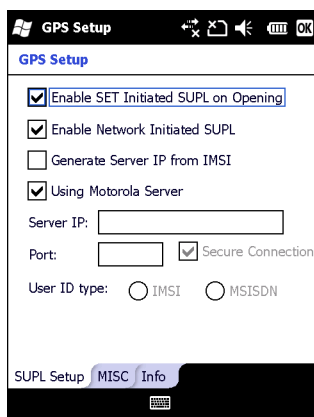 GPS Setup
OK
GPS Setup
Enable SET Initiated SUPL on Opening
Enable Network Initiated SUPL
Generate Server IP from IMSI
Using Motorola Server
Server IP:
Port:
Secure Connection
User ID type:
IMSI
MSISDN
SUPL Setup
MISC
Info